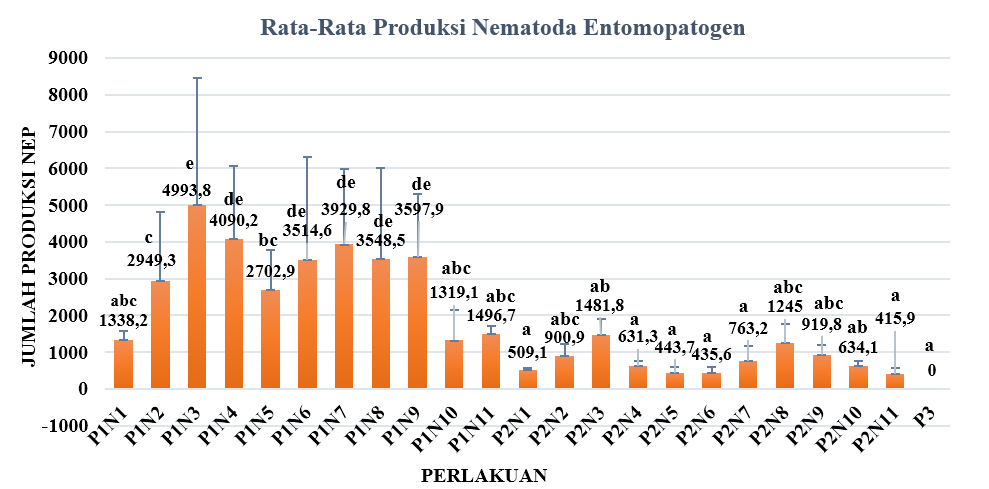 Rata-Rata Produksi Nematoda Entomopatogen
JUMLAH PRODUKSI NEP
9000
8000
7000
6000
5000
4000
3000
2000
1000
0
-1000
abc
1338,2
c
2949,3
e
4993,8
de
4090,2
bc
2702,9
de
3514,6
de
3929,8
de
3548,5
de
3597,9
abc
1319,1
abc
1496,7
a
509,1
abc
900,9
ab
1481,8
a
631,3
a
443,7
a
435,6
a
763,2
abc
1245
abc
919,8
ab
634,1
a
415,9
a
0
P1N1
P1N2
P1N3
P1N4
P1N5
P1N6
P1N7
P1N8
P1N9
P1N10
P1N11
P2N1
P2N2
P2N3
P2N4
P2N5
P2N6
P2N7
P2N8
P2N9
P2N10
P2N11
P3
PERLAKUAN